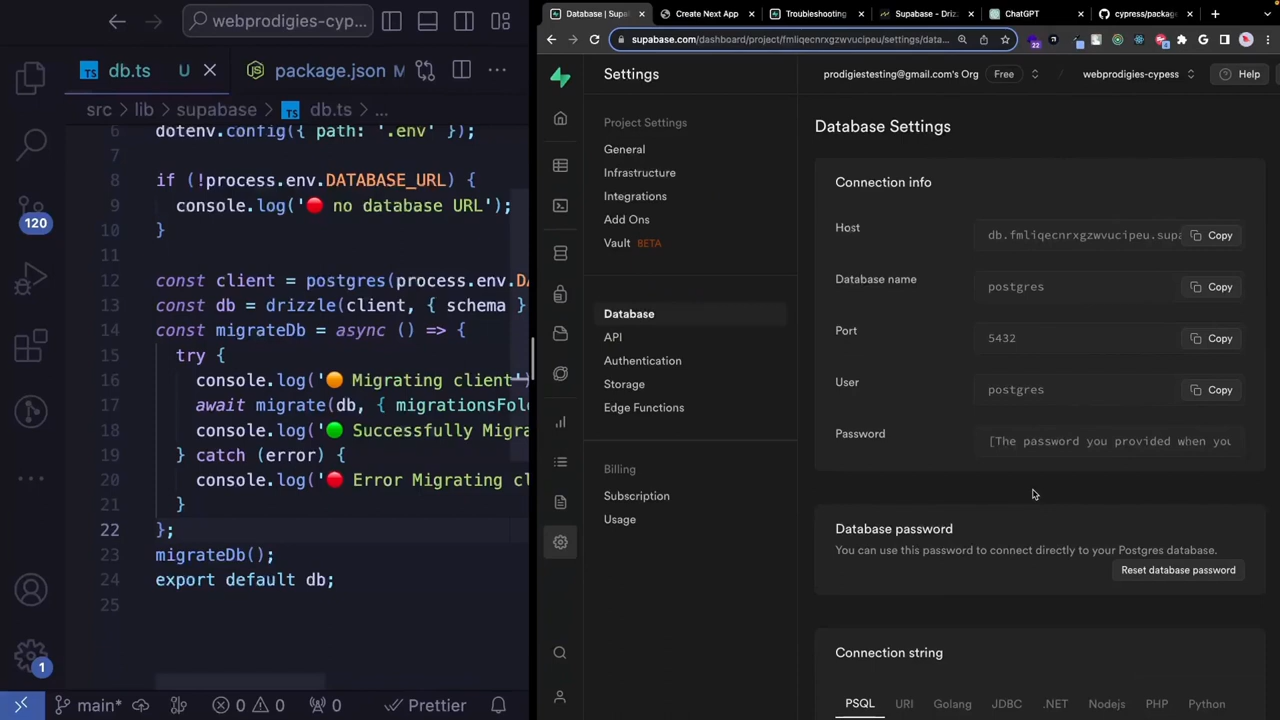 webprodigies-cyp…
db.ts U
package.json M
src lib supabase db.ts ...
6 dotenv.config({ path: '.env' });
7
8 if (!process.env.DATABASE_URL) {
9 console.log('🔴 no database URL');
10 }
11
12 const client = postgres(process.env.DA
13 const db = drizzle(client, { schema }
14 const migrateDb = async () => {
15 try {
16 console.log('🟠 Migrating client')
17 await migrate(db, { migrationsFol
18 console.log('🟢 Successfully Migra
19 } catch (error) {
20 console.log('🔴 Error Migrating cl
21 }
22 };
23 migrateDb();
24 export default db;
25
120
1
main* 0 0 0 Prettier
Database | Supa
Create Next App
Troubleshooting
Supabase - Driz
ChatGPT
cypress/package
supabase.com/dashboard/project/fmliqecnrxgzwvucipeu/settings/data...
22
4
Settings
prodigiestesting@gmail.com's Org Free / webprodigies-cypess Help
Project Settings
General
Infrastructure
Integrations
Add Ons
Vault BETA
Database
API
Authentication
Storage
Edge Functions
Billing
Subscription
Usage
Database Settings
Connection info
Host db.fmliqecnrxgzwvucipeu.supa Copy
Database name postgres Copy
Port 5432 Copy
User postgres Copy
Password [The password you provided when you
Database password
You can use this password to connect directly to your Postgres database.
Reset database password
Connection string
PSQL URI Golang JDBC .NET Nodejs PHP Python